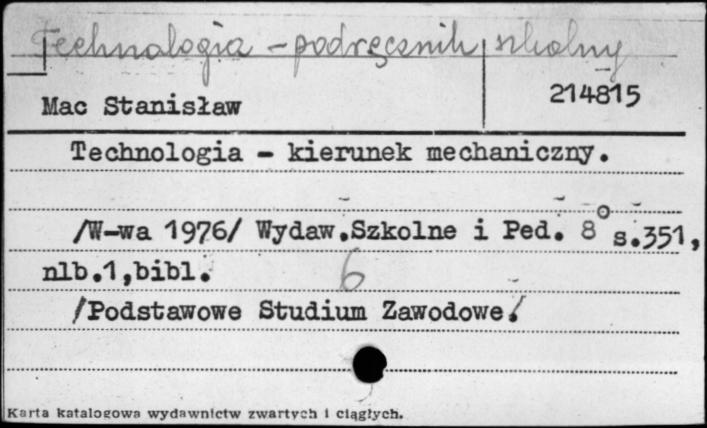 Technologia - podręcznik szkolny
Mac Stanisław
214815
Technologia - kierunek mechaniczny.
/W-wa 1976/ Wydaw.Szkolne i Ped. 8° s.351,
nlb.1,bibl.
6
/Podstawowe Studium Zawodowe/
Karta katalogowa wydawnictw zwartych i ciągłych.